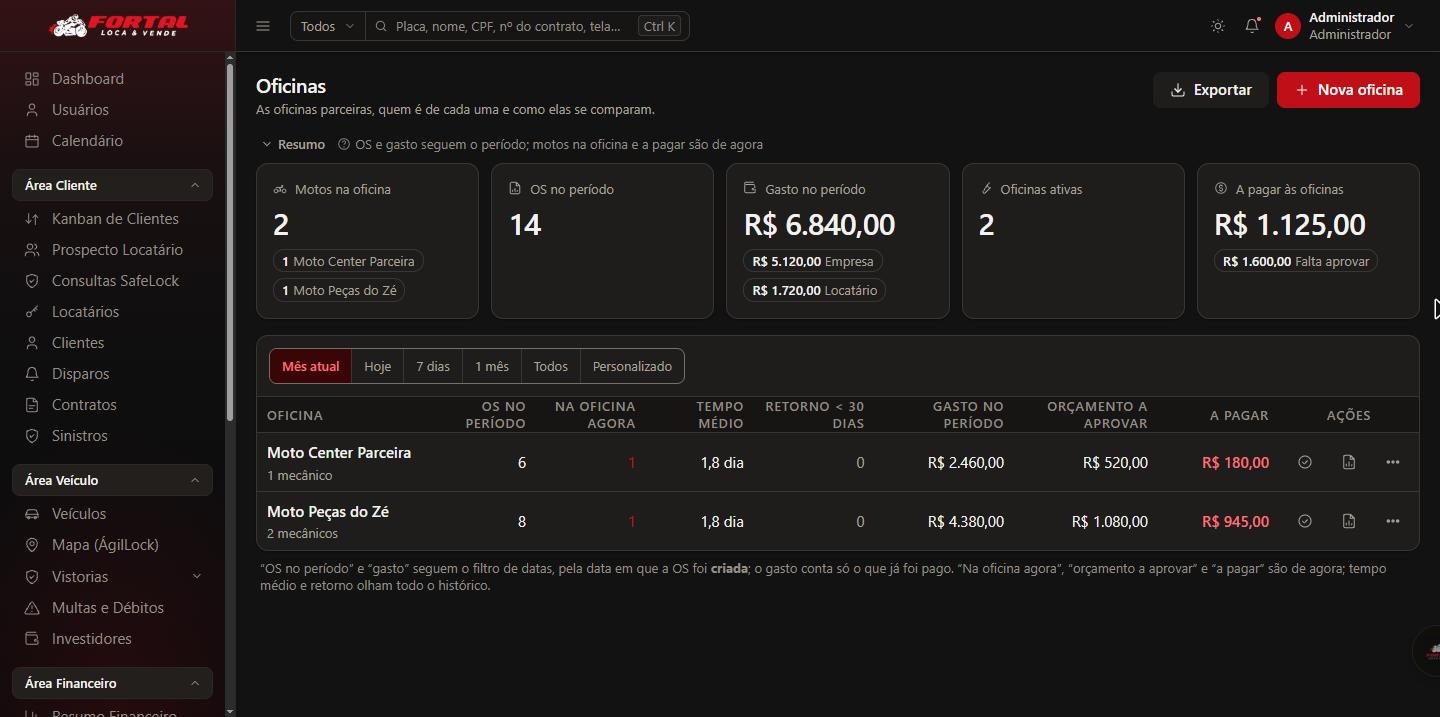 FORTAL
LOCA & VENDE
Todos
Placa, nome, CPF, nº do contrato, tela...
Ctrl K
A
Administrador
Administrador
Dashboard
Usuários
Calendário
Área Cliente
Kanban de Clientes
Prospecto Locatário
Consultas SafeLock
Locatários
Clientes
Disparos
Contratos
Sinistros
Área Veículo
Veículos
Mapa (ÁgilLock)
Vistorias
Multas e Débitos
Investidores
Área Financeiro
Resumo Financeiro
Oficinas
As oficinas parceiras, quem é de cada uma e como elas se comparam.
Exportar
Nova oficina
Resumo
OS e gasto seguem o período; motos na oficina e a pagar são de agora
Motos na oficina
2
1 Moto Center Parceira
1 Moto Peças do Zé
OS no período
14
Gasto no período
R$ 6.840,00
R$ 5.120,00 Empresa
R$ 1.720,00 Locatário
Oficinas ativas
2
A pagar às oficinas
R$ 1.125,00
R$ 1.600,00 Falta aprovar
Mês atual
Hoje
7 dias
1 mês
Todos
Personalizado
OFICINA
OS NO PERÍODO
NA OFICINA AGORA
TEMPO MÉDIO
RETORNO < 30 DIAS
GASTO NO PERÍODO
ORÇAMENTO A APROVAR
A PAGAR
AÇÕES
Moto Center Parceira
1 mecânico
6
1
1,8 dia
0
R$ 2.460,00
R$ 520,00
R$ 180,00
Moto Peças do Zé
2 mecânicos
8
1
1,8 dia
0
R$ 4.380,00
R$ 1.080,00
R$ 945,00
“OS no período” e “gasto” seguem o filtro de datas, pela data em que a OS foi criada; o gasto conta só o que já foi pago. “Na oficina agora”, “orçamento a aprovar” e “a pagar” são de agora; tempo
médio e retorno olham todo o histórico.